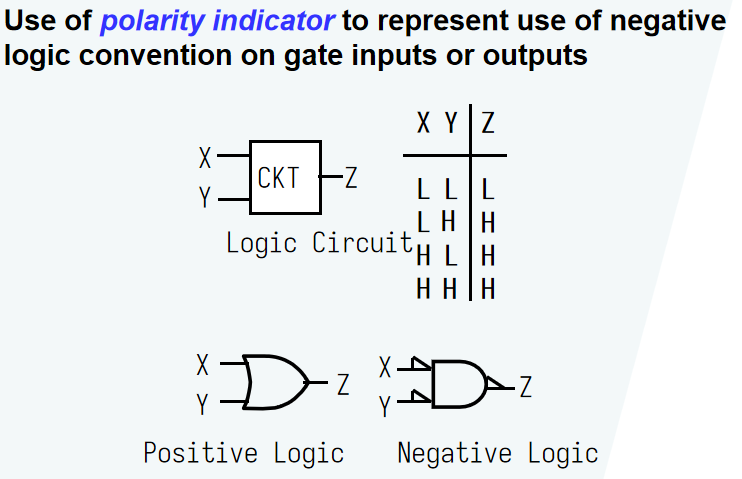 Use of polarity indicator to represent use of negative
logic convention on gate inputs or outputs
X Y Z
X
CKT Z
Y
L L L
L H H
Logic Circuit
H L H
H H H
X X
Z Z
Y Y
Positive Logic Negative Logic